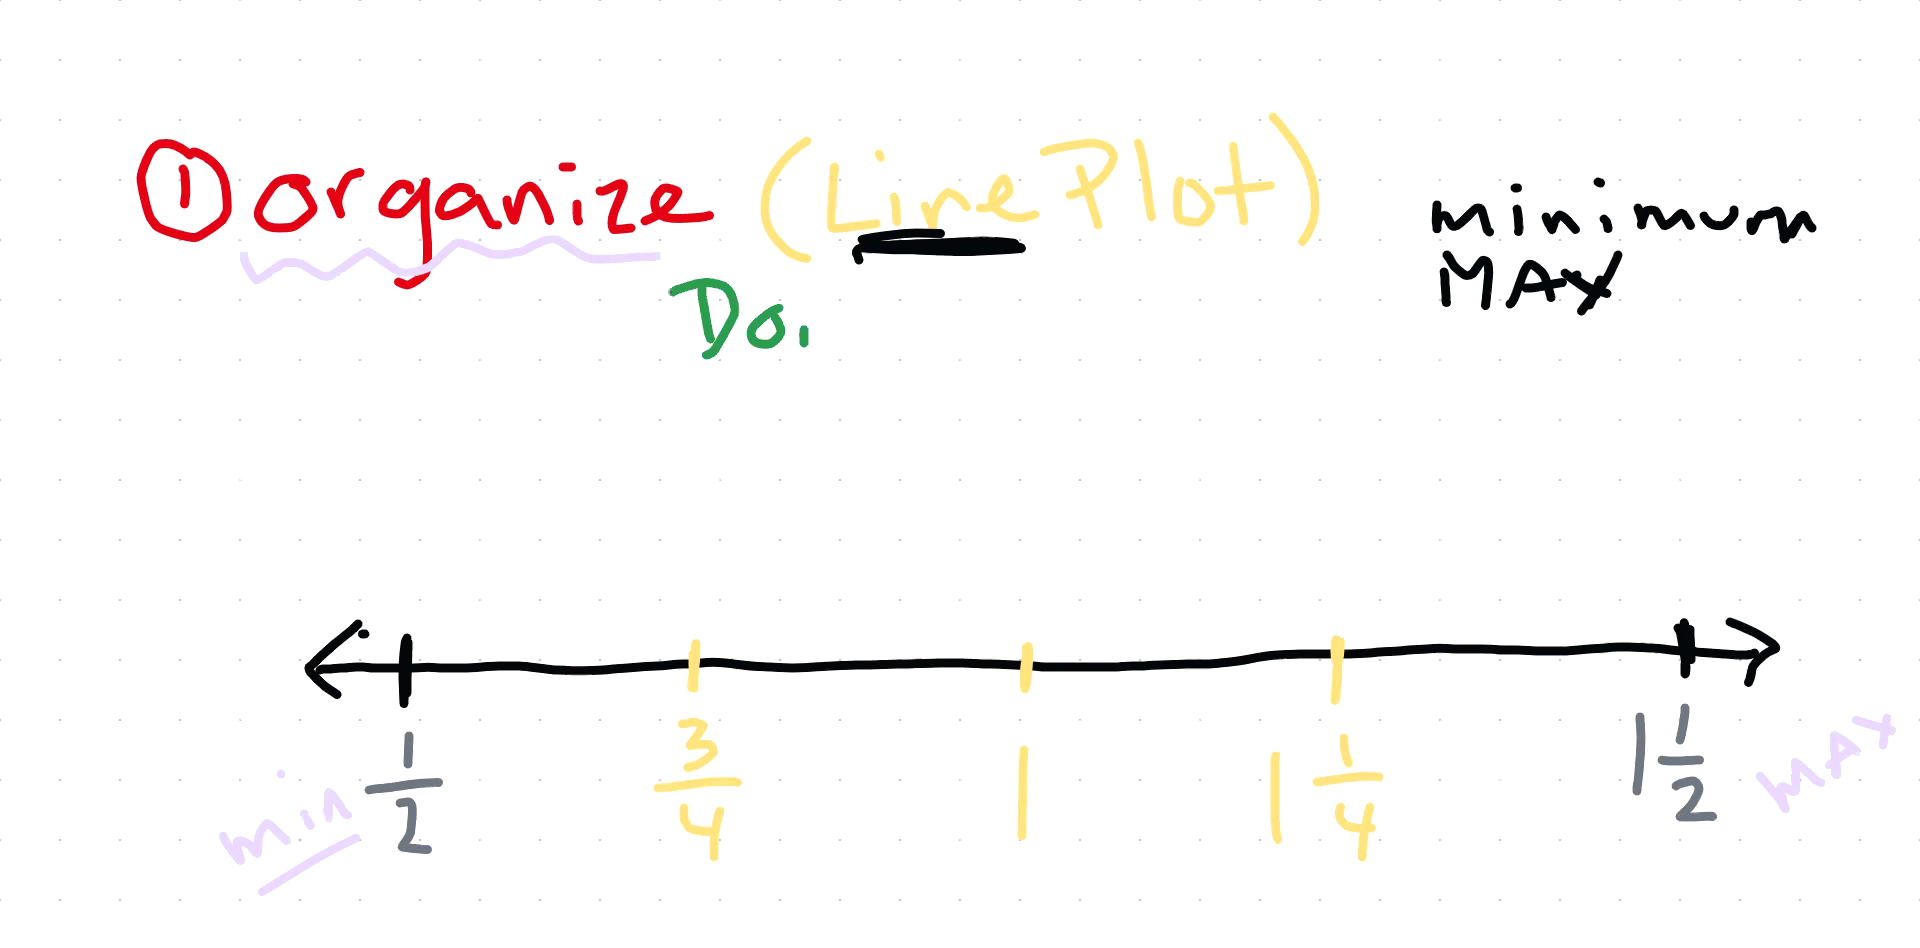 ① organize (Line Plot)
minimum
MAX
Do
1/2 3/4 1 1 1/4 1 1/2
min MAX